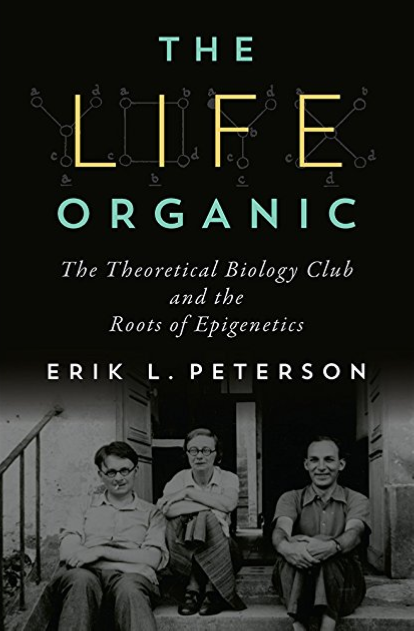 THE
LIFE
ORGANIC
The Theoretical Biology Club
and the
Roots of Epigenetics
ERIK L. PETERSON